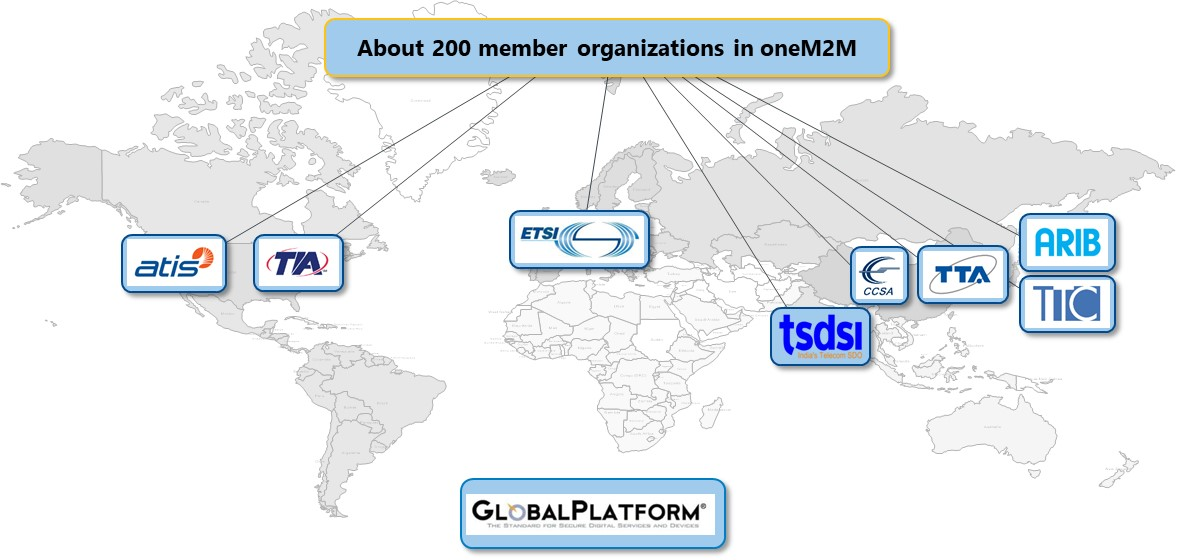 About 200 member organizations in oneM2M
atis
TIA
ETSI
CCSA
TTA
ARIB
TTC
tsdsi
India's Telecom SDO
GLOBALPLATFORM®
THE STANDARD FOR SECURE DIGITAL SERVICES AND DEVICES